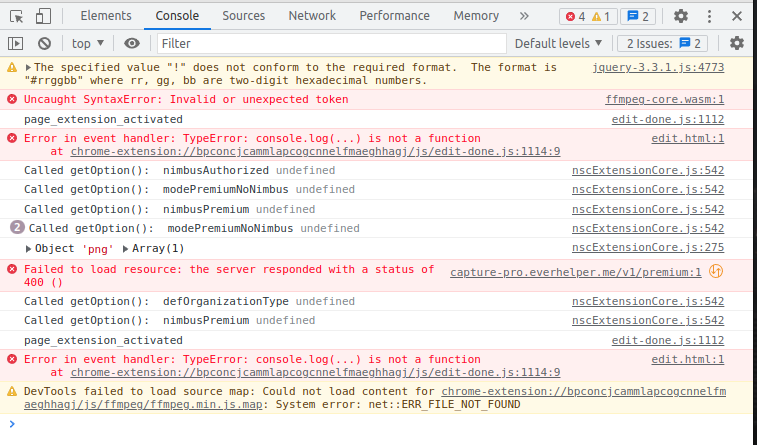 Elements Console Sources Network Performance Memory » 4 1 2
top ▼ Filter Default levels ▼ 2 Issues: 2
▶The specified value "!" does not conform to the required format. The format is jquery-3.3.1.js:4773
"#rrggbb" where rr, gg, bb are two-digit hexadecimal numbers.
Uncaught SyntaxError: Invalid or unexpected token ffmpeg-core.wasm:1
page_extension_activated edit-done.js:1112
Error in event handler: TypeError: console.log(...) is not a function edit.html:1
at chrome-extension://bpconcjcammlapcogcnnelfmaeghhagj/js/edit-done.js:1114:9
Called getOption(): nimbusAuthorized undefined nscExtensionCore.js:542
Called getOption(): modePremiumNoNimbus undefined nscExtensionCore.js:542
Called getOption(): nimbusPremium undefined nscExtensionCore.js:542
2 Called getOption(): modePremiumNoNimbus undefined nscExtensionCore.js:542
▶Object 'png' ▶Array(1) nscExtensionCore.js:275
Failed to load resource: the server responded with a status of capture-pro.everhelper.me/v1/premium:1
400 ()
Called getOption(): defOrganizationType undefined nscExtensionCore.js:542
Called getOption(): nimbusPremium undefined nscExtensionCore.js:542
page_extension_activated edit-done.js:1112
Error in event handler: TypeError: console.log(...) is not a function edit.html:1
at chrome-extension://bpconcjcammlapcogcnnelfmaeghhagj/js/edit-done.js:1114:9
DevTools failed to load source map: Could not load content for chrome-extension://bpconcjcammlapcogcnnelfm
aeghhagj/js/ffmpeg/ffmpeg.min.js.map: System error: net::ERR_FILE_NOT_FOUND